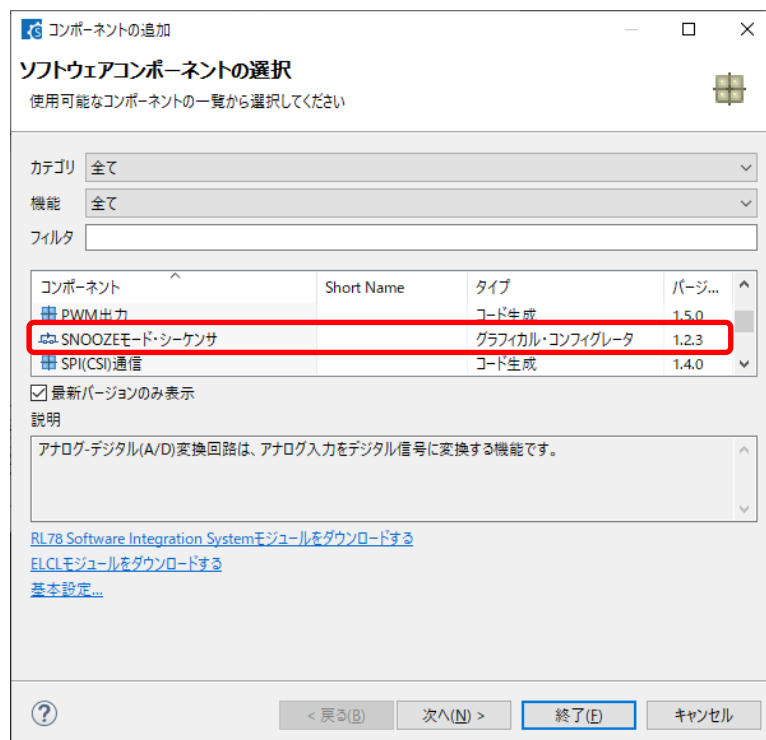 コンポーネントの追加
ソフトウェアコンポーネントの選択
使用可能なコンポーネントの一覧から選択してください
カテゴリ 全て
機能 全て
フィルタ
コンポーネント Short Name タイプ バージ...
PWM出力 コード生成 1.5.0
SNOOZEモード・シーケンサ グラフィカル・コンフィグレータ 1.2.3
SPI(CSI)通信 コード生成 1.4.0
最新バージョンのみ表示
説明
アナログ-デジタル(A/D)変換回路は、アナログ入力をデジタル信号に変換する機能です。
RL78 Software Integration Systemモジュールをダウンロードする
ELCLモジュールをダウンロードする
基本設定...
< 戻る(B) 次へ(N) > 終了(F) キャンセル